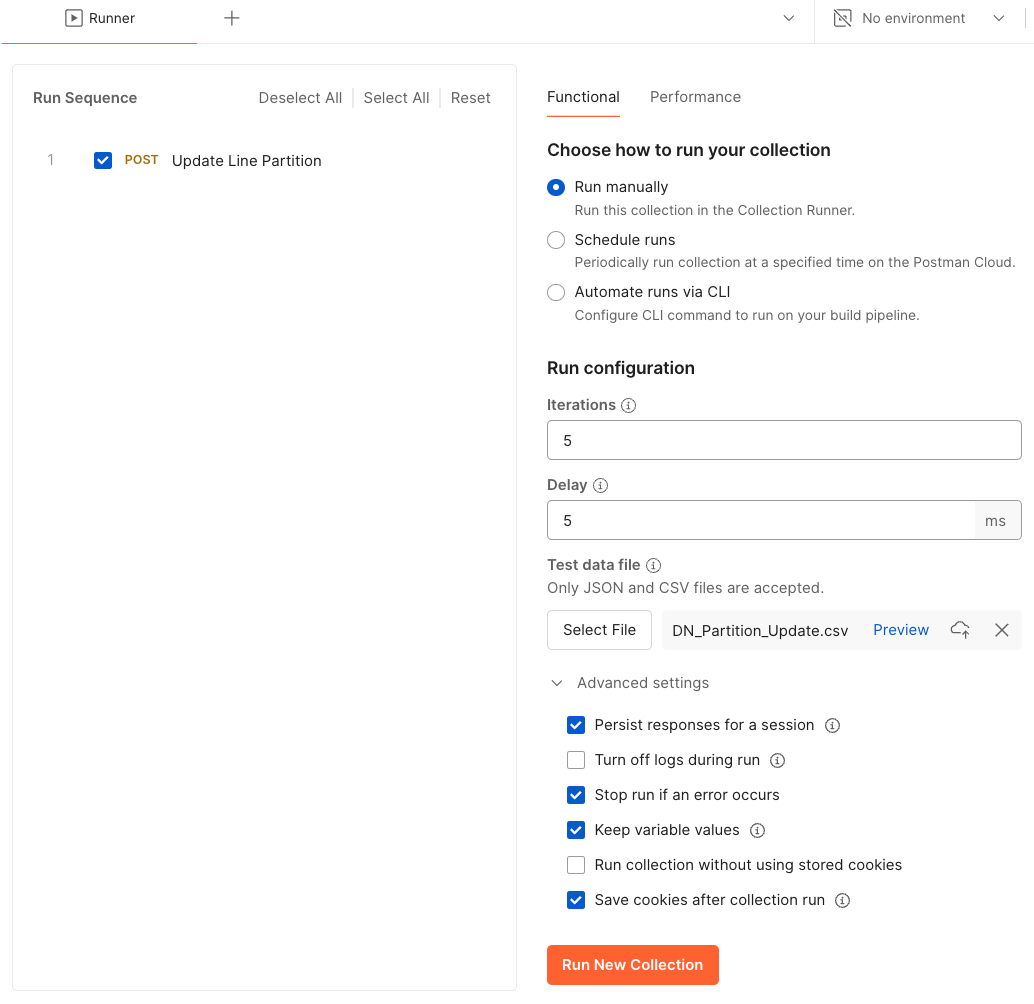 Runner
No environment
Run Sequence
Deselect All
Select All
Reset
1
POST
Update Line Partition
Functional
Performance
Choose how to run your collection
Run manually
Run this collection in the Collection Runner.
Schedule runs
Periodically run collection at a specified time on the Postman Cloud.
Automate runs via CLI
Configure CLI command to run on your build pipeline.
Run configuration
Iterations
5
Delay
5
ms
Test data file
Only JSON and CSV files are accepted.
Select File
DN_Partition_Update.csv
Preview
Advanced settings
Persist responses for a session
Turn off logs during run
Stop run if an error occurs
Keep variable values
Run collection without using stored cookies
Save cookies after collection run
Run New Collection